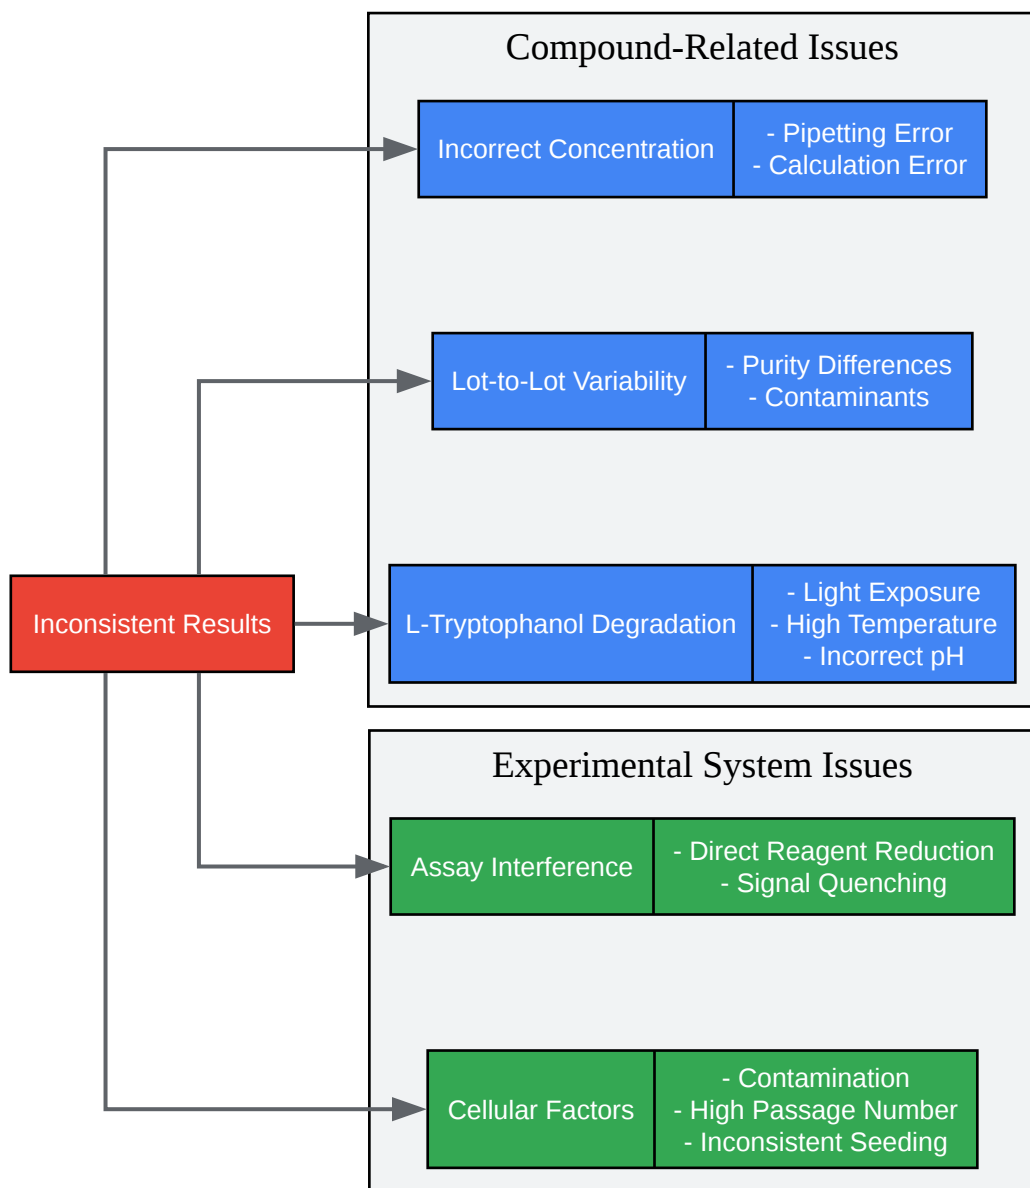 Compound-Related Issues
Incorrect Concentration
- Pipetting Error
- Calculation Error
Lot-to-Lot Variability
- Purity Differences
- Contaminants
Inconsistent Results
L-Tryptophanol Degradation
- Light Exposure
- High Temperature
- Incorrect pH
Experimental System Issues
Assay Interference
- Direct Reagent Reduction
- Signal Quenching
Cellular Factors
- Contamination
- High Passage Number
- Inconsistent Seeding